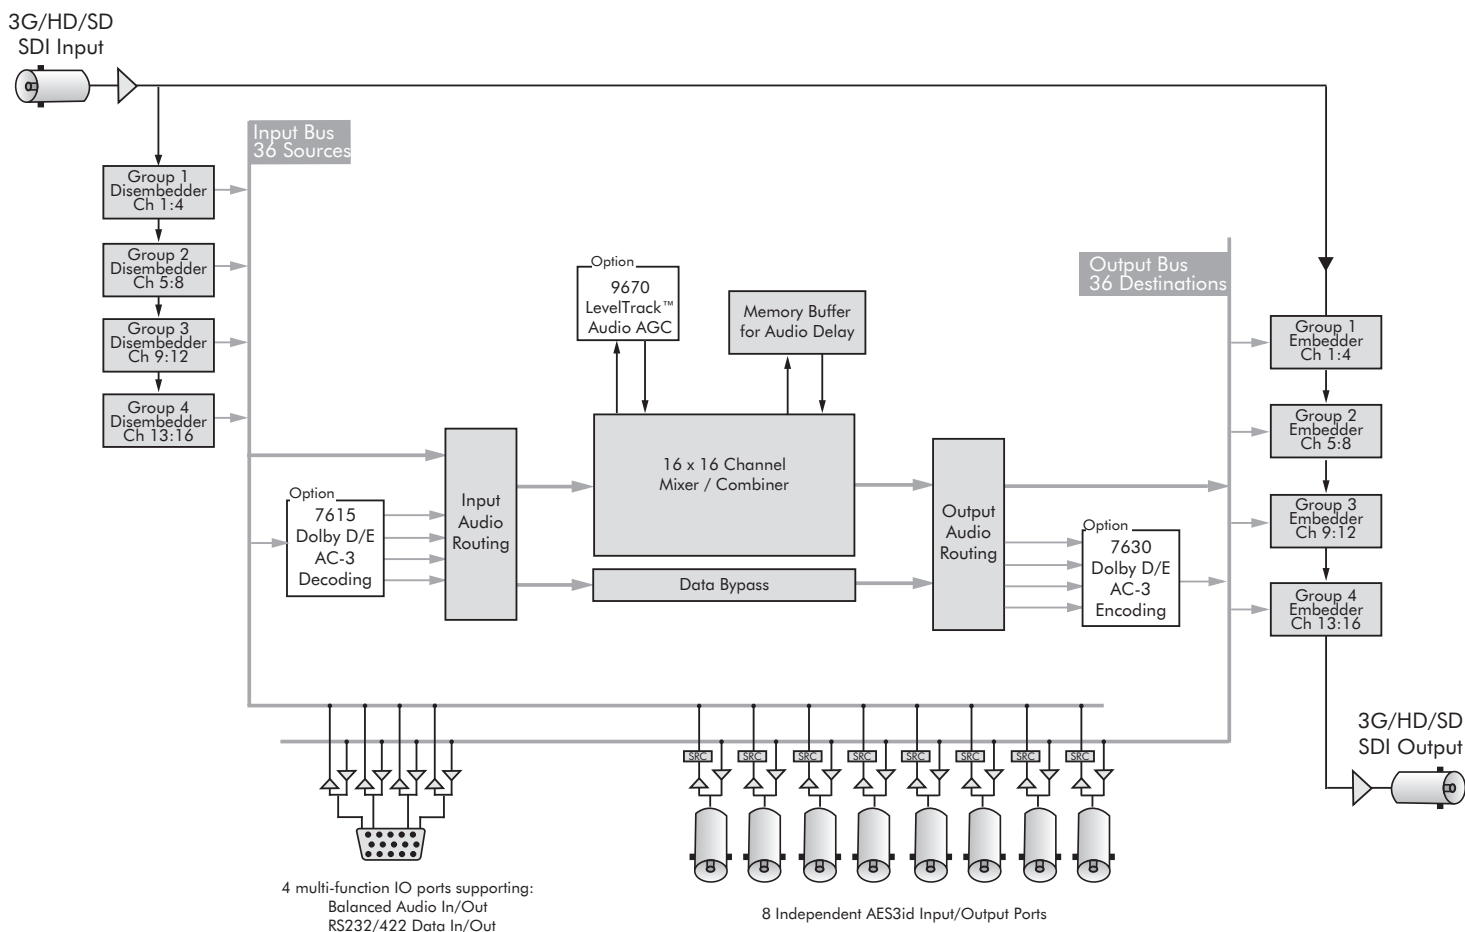 3G/HD/SD
SDI Input
Input Bus
36 Sources
Group 1
Disembedder
Ch 1:4
Group 2
Disembedder
Ch 5:8
Group 3
Disembedder
Ch 9:12
Group 4
Disembedder
Ch 13:16
Option
9670
LevelTrack™
Audio AGC
Memory Buffer
for Audio Delay
Output Bus
36 Destinations
Group 1
Embedder
Ch 1:4
Group 2
Embedder
Ch 5:8
Group 3
Embedder
Ch 9:12
Group 4
Embedder
Ch 13:16
Option
7615
Dolby D/E
AC-3
Decoding
Input
Audio
Routing
16 x 16 Channel
Mixer / Combiner
Data Bypass
Output
Audio
Routing
Option
7630
Dolby D/E
AC-3
Encoding
SRC
SRC
SRC
SRC
SRC
SRC
SRC
SRC
3G/HD/SD
SDI Output
4 multi-function IO ports supporting:
Balanced Audio In/Out
RS232/422 Data In/Out
8 Independent AES3id Input/Output Ports